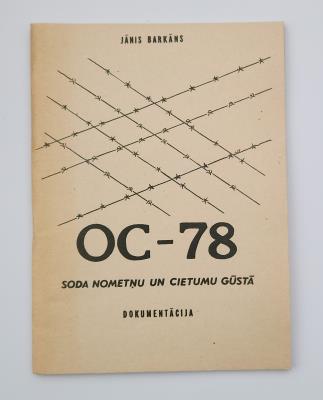 JĀNIS BARKĀNS
OC-78
SODA NOMETŅU UN CIETUMU GŪSTĀ
DOKUMENTĀCIJA